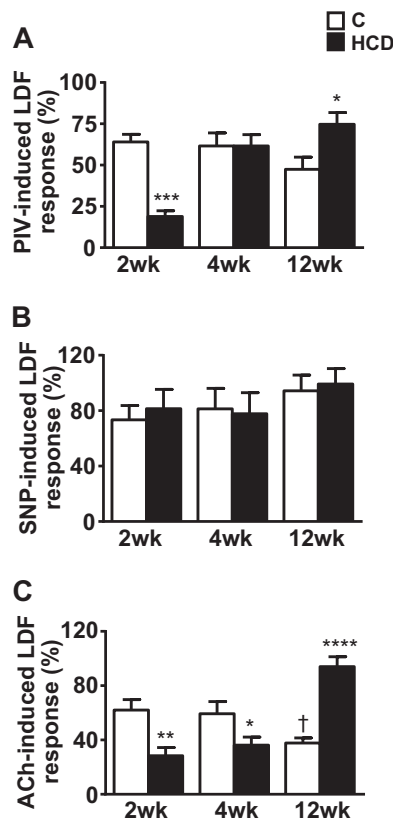 C
HCD
A
PIV-induced LDF
response (%)
100
75
50
25
0
***
*
2wk
4wk
12wk
B
SNP-induced LDF
response (%)
120
80
40
0
2wk
4wk
12wk
C
ACh-induced LDF
response (%)
120
80
40
0
**
*
†
****
2wk
4wk
12wk